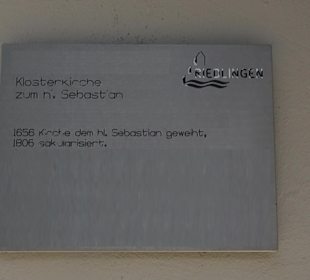 RIEDLINGEN
Klosterkirche
zum hl. Sebastian
1656 Kirche dem hl. Sebastian geweiht,
1806 säkularisiert.